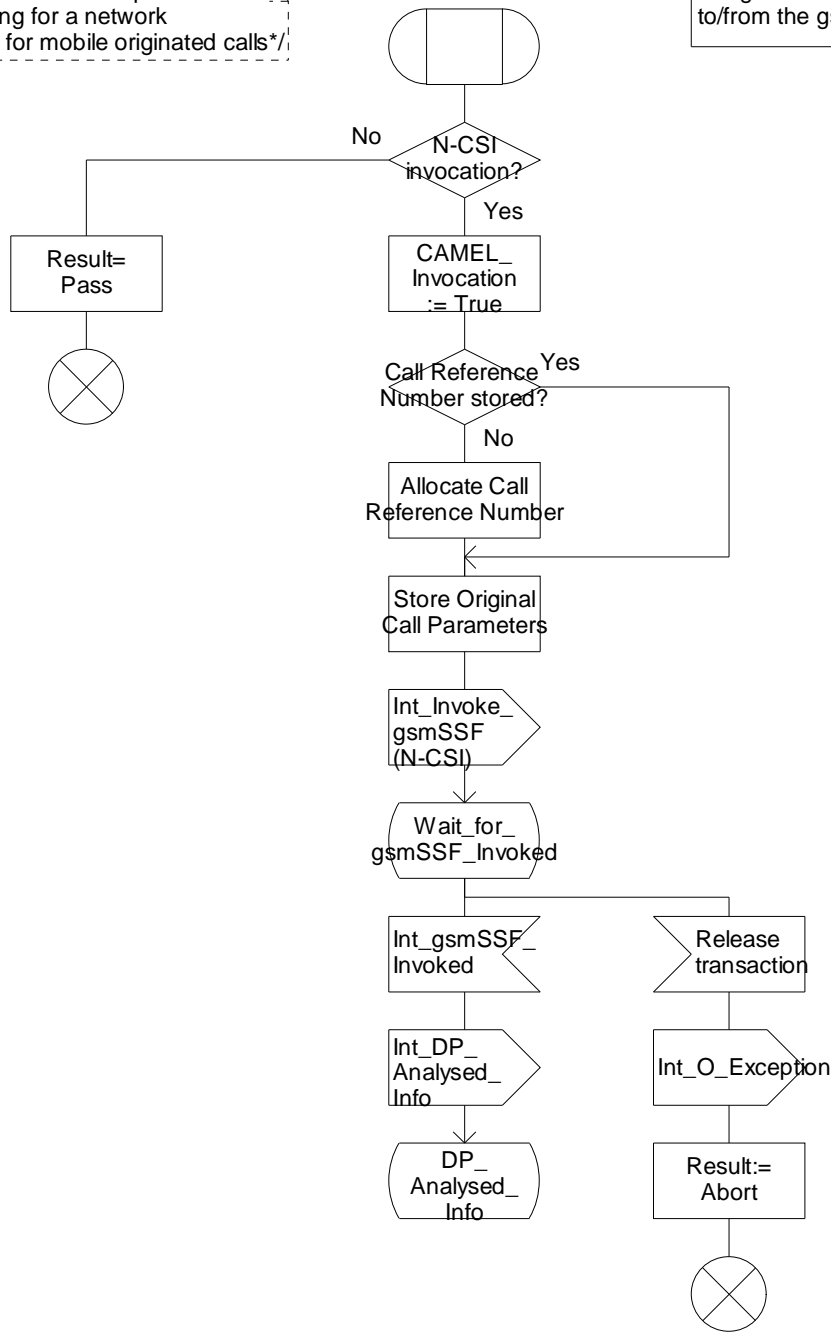 ng for a network
for mobile originated calls*/
to/from the gs
No
N-CSI
invocation?
Yes
Result=
Pass
CAMEL_
Invocation
:= True
Call Reference
Number stored?
Yes
No
Allocate Call
Reference Number
Store Original
Call Parameters
Int_Invoke_
gsmSSF
(N-CSI)
Wait_for_
gsmSSF_Invoked
Int_gsmSSF_
Invoked
Release
transaction
Int_DP_
Analysed_
Info
Int_O_Exception
DP_
Analysed_
Info
Result:=
Abort